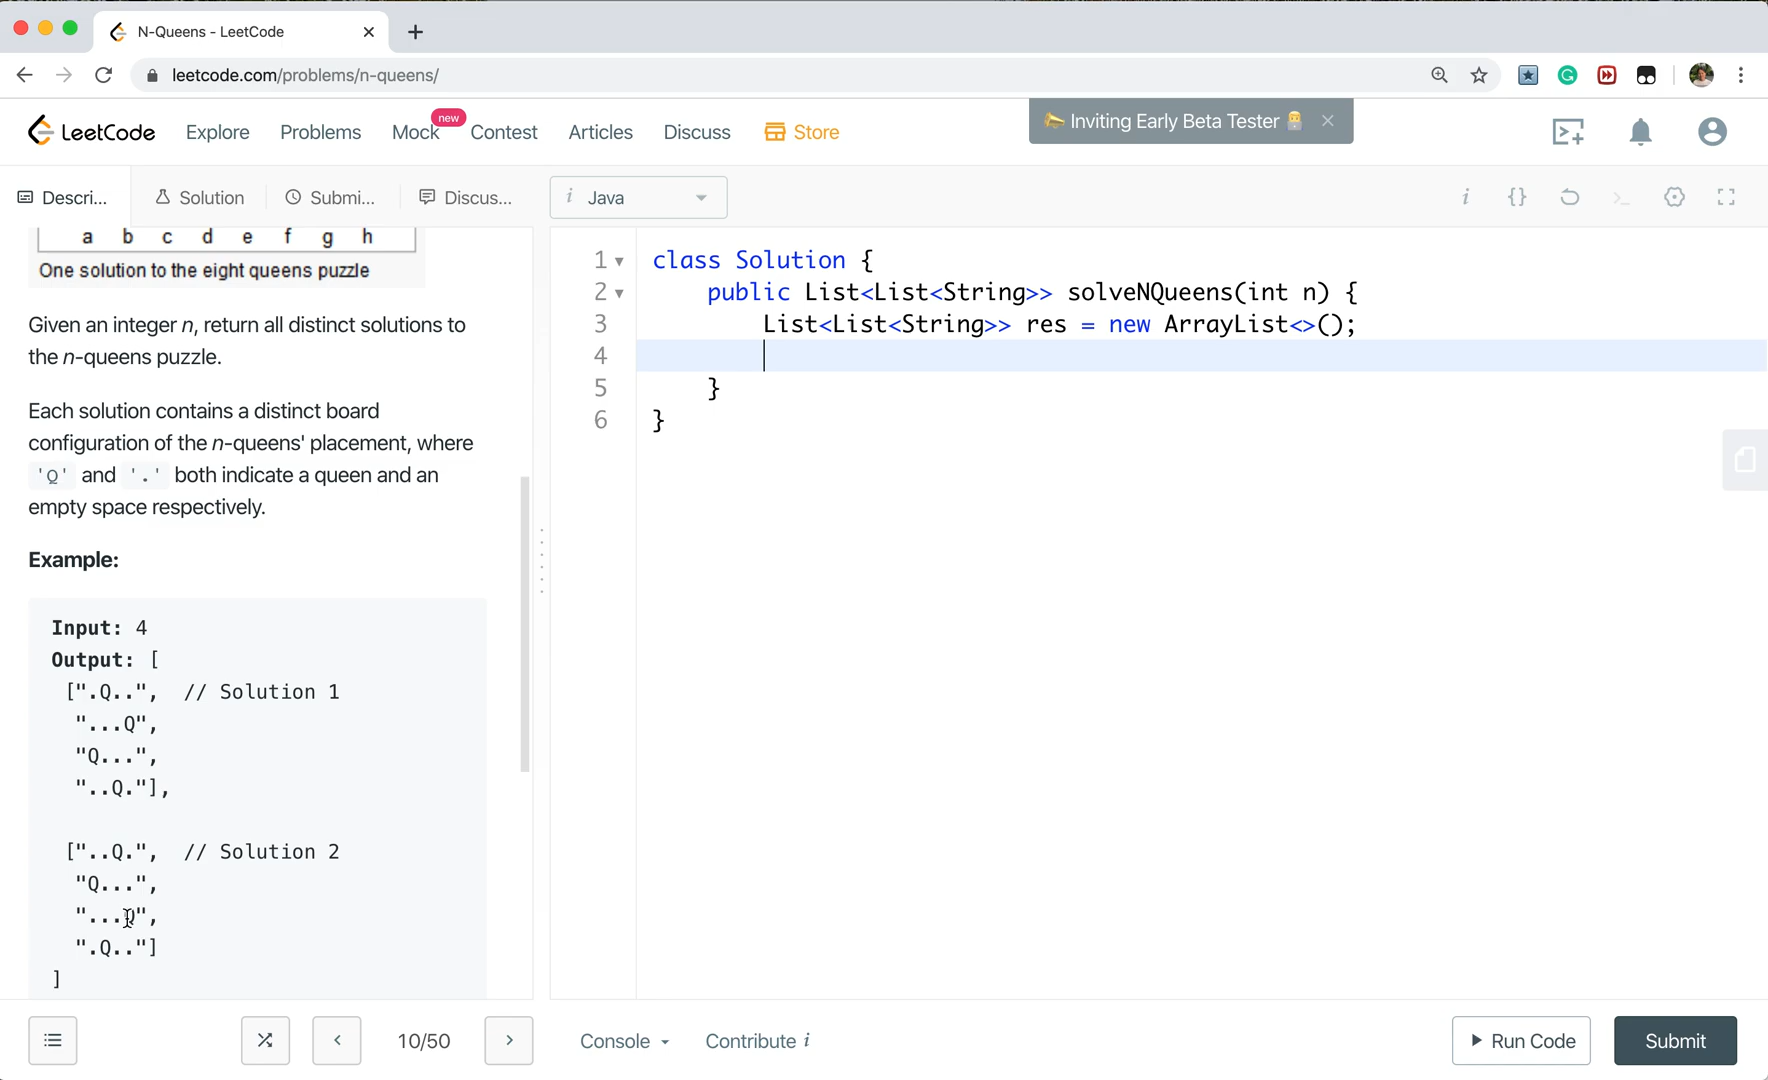 N-Queens - LeetCode
leetcode.com/problems/n-queens/
LeetCode
Explore
Problems
Mock
new
Contest
Articles
Discuss
Store
Inviting Early Beta Tester
Descri...
Solution
Submi...
Discus...
i
Java
i
{}
a b c d e f g h
One solution to the eight queens puzzle
Given an integer n, return all distinct solutions to
the n-queens puzzle.
Each solution contains a distinct board
configuration of the n-queens' placement, where
'Q' and '.' both indicate a queen and an
empty space respectively.
Example:
Input: 4
Output: [
[".Q..", // Solution 1
"...Q",
"Q...",
"..Q."],
["..Q.", // Solution 2
"Q...",
"...Q",
".Q.."]
]
1 class Solution {
2 public List<List<String>> solveNQueens(int n) {
3 List<List<String>> res = new ArrayList<>();
4
5 }
6 }
10/50
Console
Contribute i
Run Code
Submit